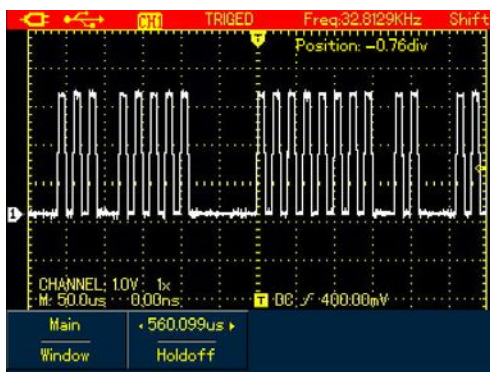 CH1 TRIGED Freq:32.8129KHz Shift
T
Position: -0.76div
1
CHANNEL: 1.0V 1x
M: 50.0us 0.00ns T DC 400.00mV
Main 560.099us
Window Holdoff